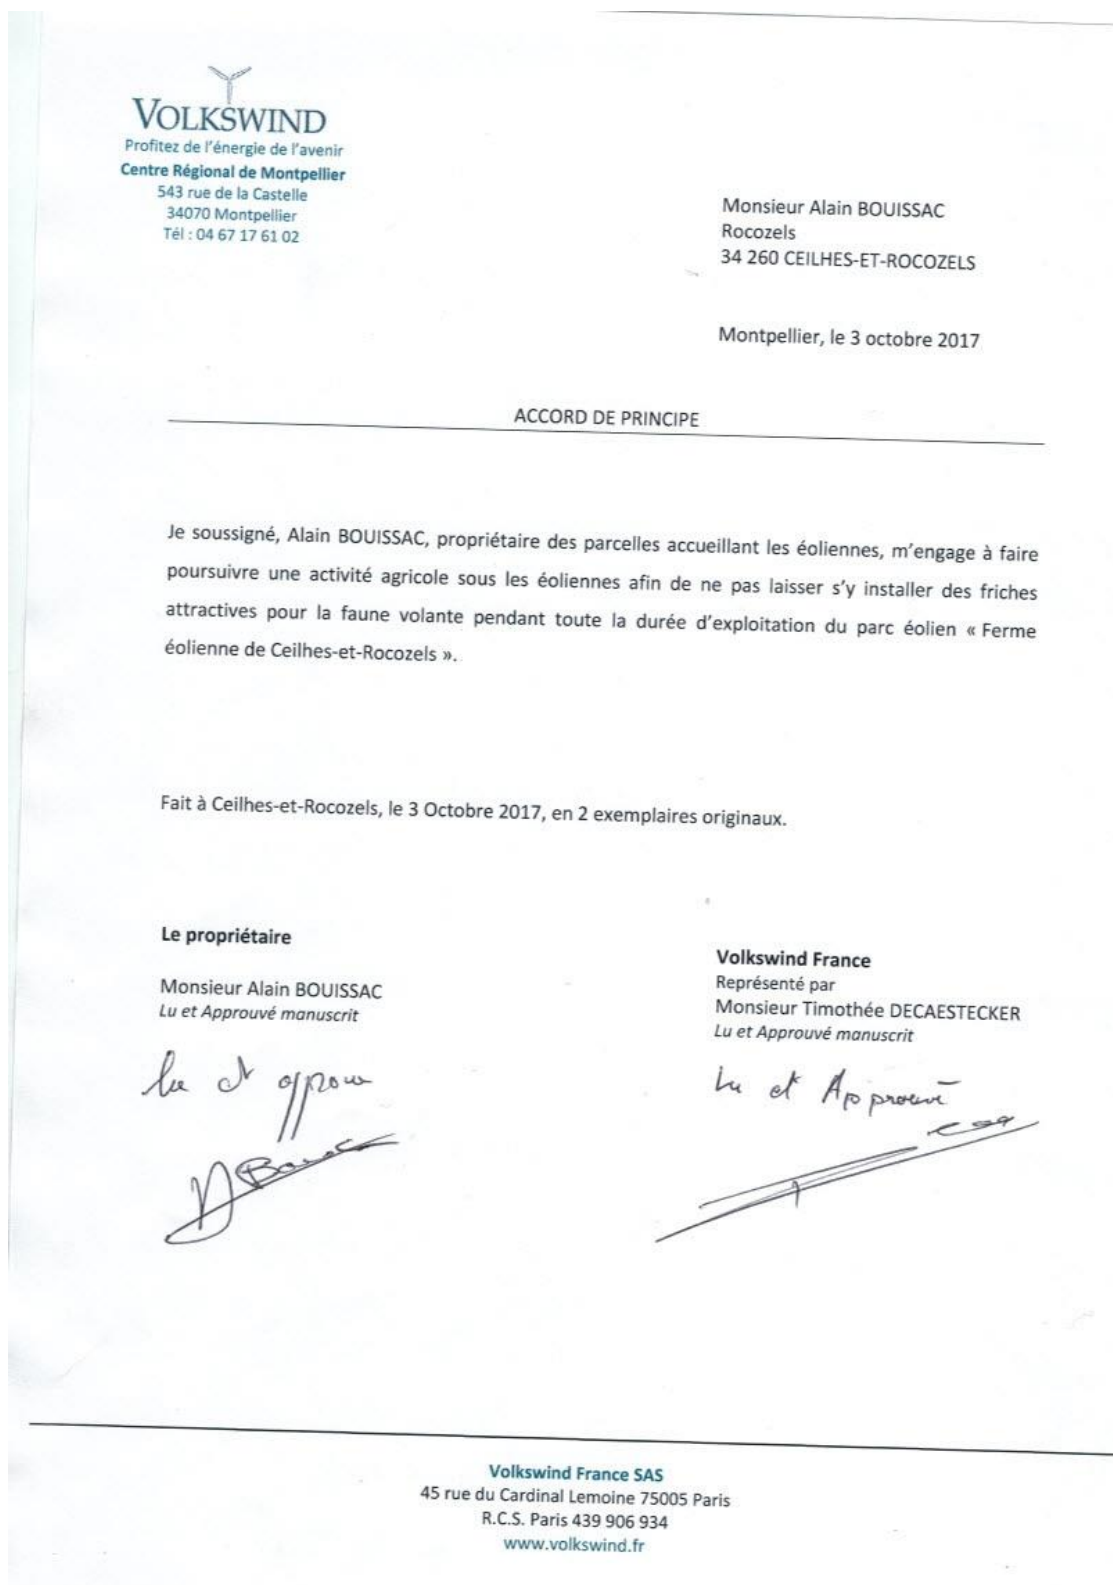 VOLKSWIND
Profitez de l'énergie de l'avenir
Centre Régional de Montpellier
543 rue de la Castelle
34070 Montpellier
Tél : 04 67 17 61 02
Monsieur Alain BOUISSAC
Rocozels
34 260 CEILHES-ET-ROCOZELS
Montpellier, le 3 octobre 2017
ACCORD DE PRINCIPE
Je soussigné, Alain BOUISSAC, propriétaire des parcelles accueillant les éoliennes, m'engage à faire
poursuivre une activité agricole sous les éoliennes afin de ne pas laisser s'y installer des friches
attractives pour la faune volante pendant toute la durée d'exploitation du parc éolien « Ferme
éolienne de Ceilhes-et-Rocozels ».
Fait à Ceilhes-et-Rocozels, le 3 Octobre 2017, en 2 exemplaires originaux.
Le propriétaire
Monsieur Alain BOUISSAC
Lu et Approuvé manuscrit
lu et approu
Volkswind France
Représenté par
Monsieur Timothée DECAESTECKER
Lu et Approuvé manuscrit
Lu et Approuvé
Volkswind France SAS
45 rue du Cardinal Lemoine 75005 Paris
R.C.S. Paris 439 906 934
www.volkswind.fr